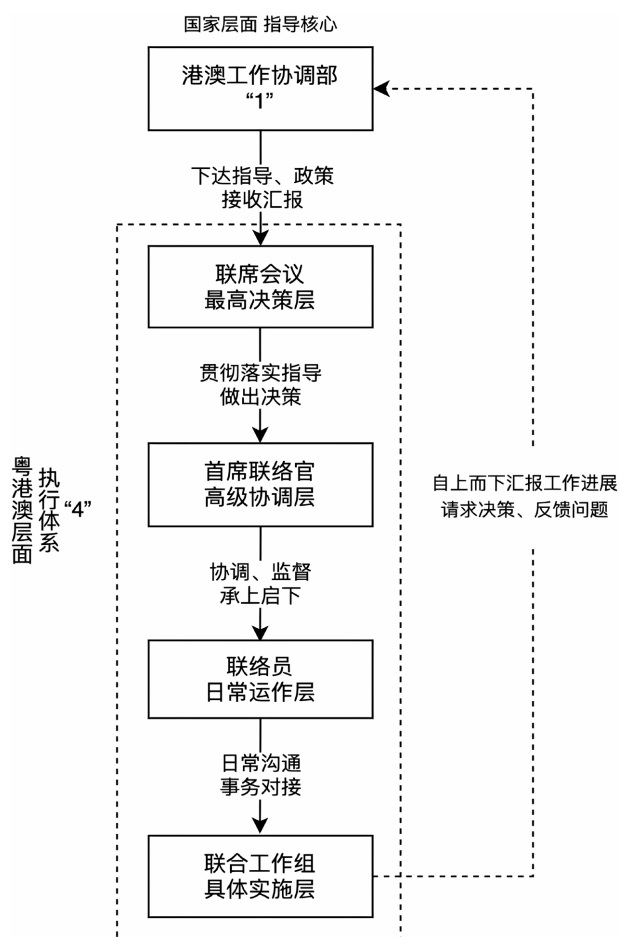 国家层面 指导核心
港澳工作协调部
“1”
下达指导、政策
接收汇报
联席会议
最高决策层
贯彻落实指导
做出决策
首席联络官
高级协调层
粤港澳层面
执行体系
“4”
自上而下汇报工作进展
请求决策、反馈问题
协调、监督
承上启下
联络员
日常运作层
日常沟通
事务对接
联合工作组
具体实施层